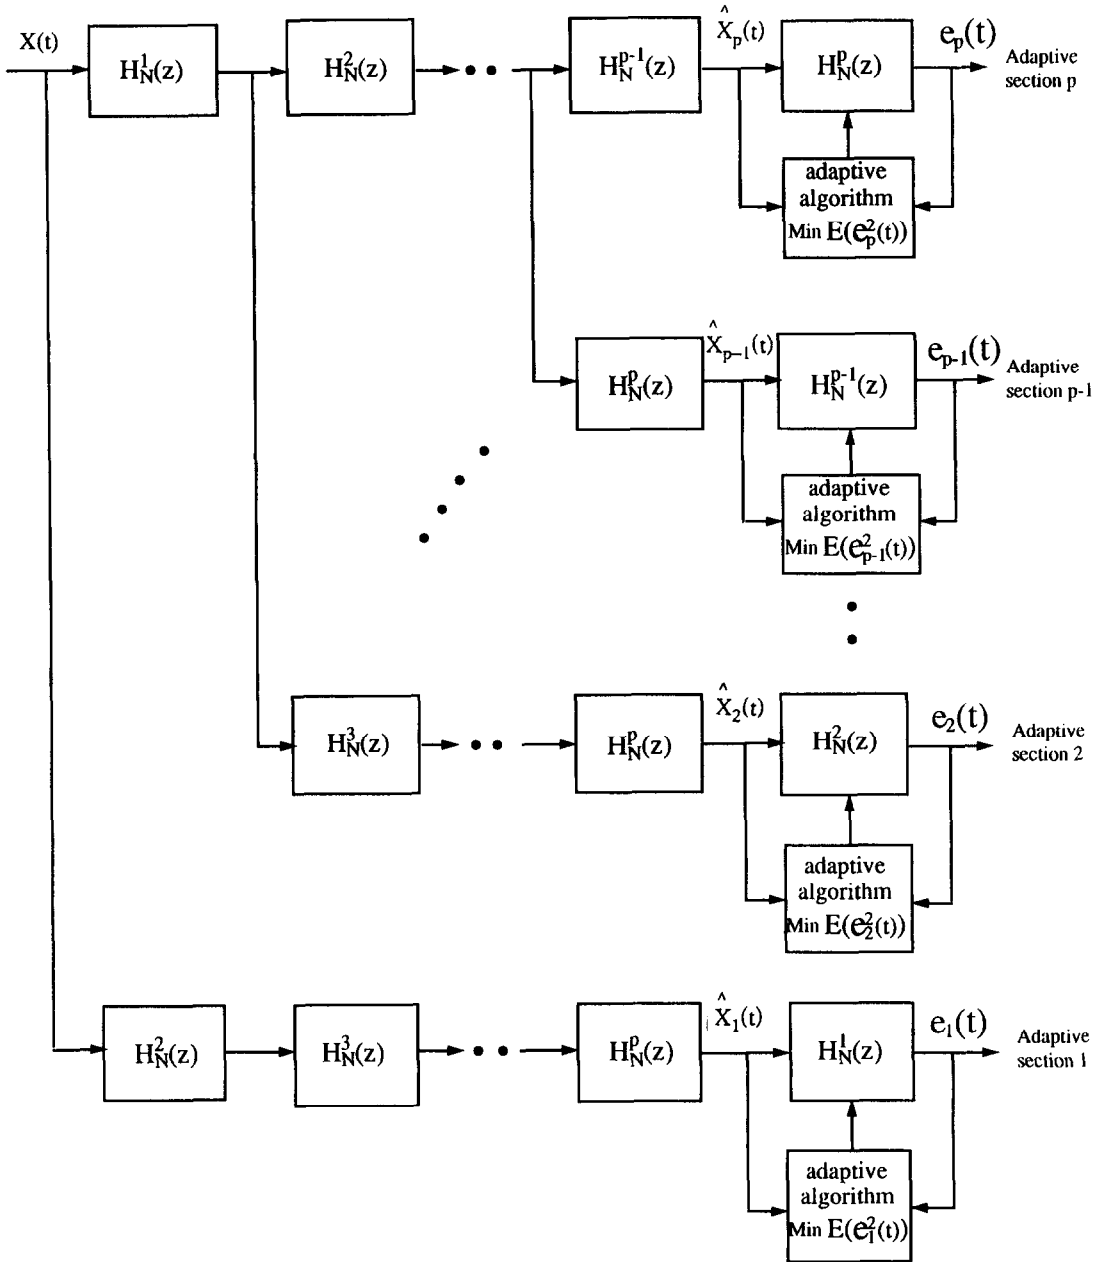 X(t)
H_N^1(z)
H_N^2(z)
H_N^{p-1}(z)
X̂_p(t)
H_N^p(z)
e_p(t)
Adaptive
section p
adaptive
algorithm
Min E(e_p^2(t))
H_N^p(z)
X̂_{p-1}(t)
H_N^{p-1}(z)
e_{p-1}(t)
Adaptive
section p-1
adaptive
algorithm
Min E(e_{p-1}^2(t))
H_N^3(z)
H_N^p(z)
X̂_2(t)
H_N^2(z)
e_2(t)
Adaptive
section 2
adaptive
algorithm
Min E(e_2^2(t))
H_N^2(z)
H_N^3(z)
H_N^p(z)
X̂_1(t)
H_N^1(z)
e_1(t)
Adaptive
section 1
adaptive
algorithm
Min E(e_1^2(t))